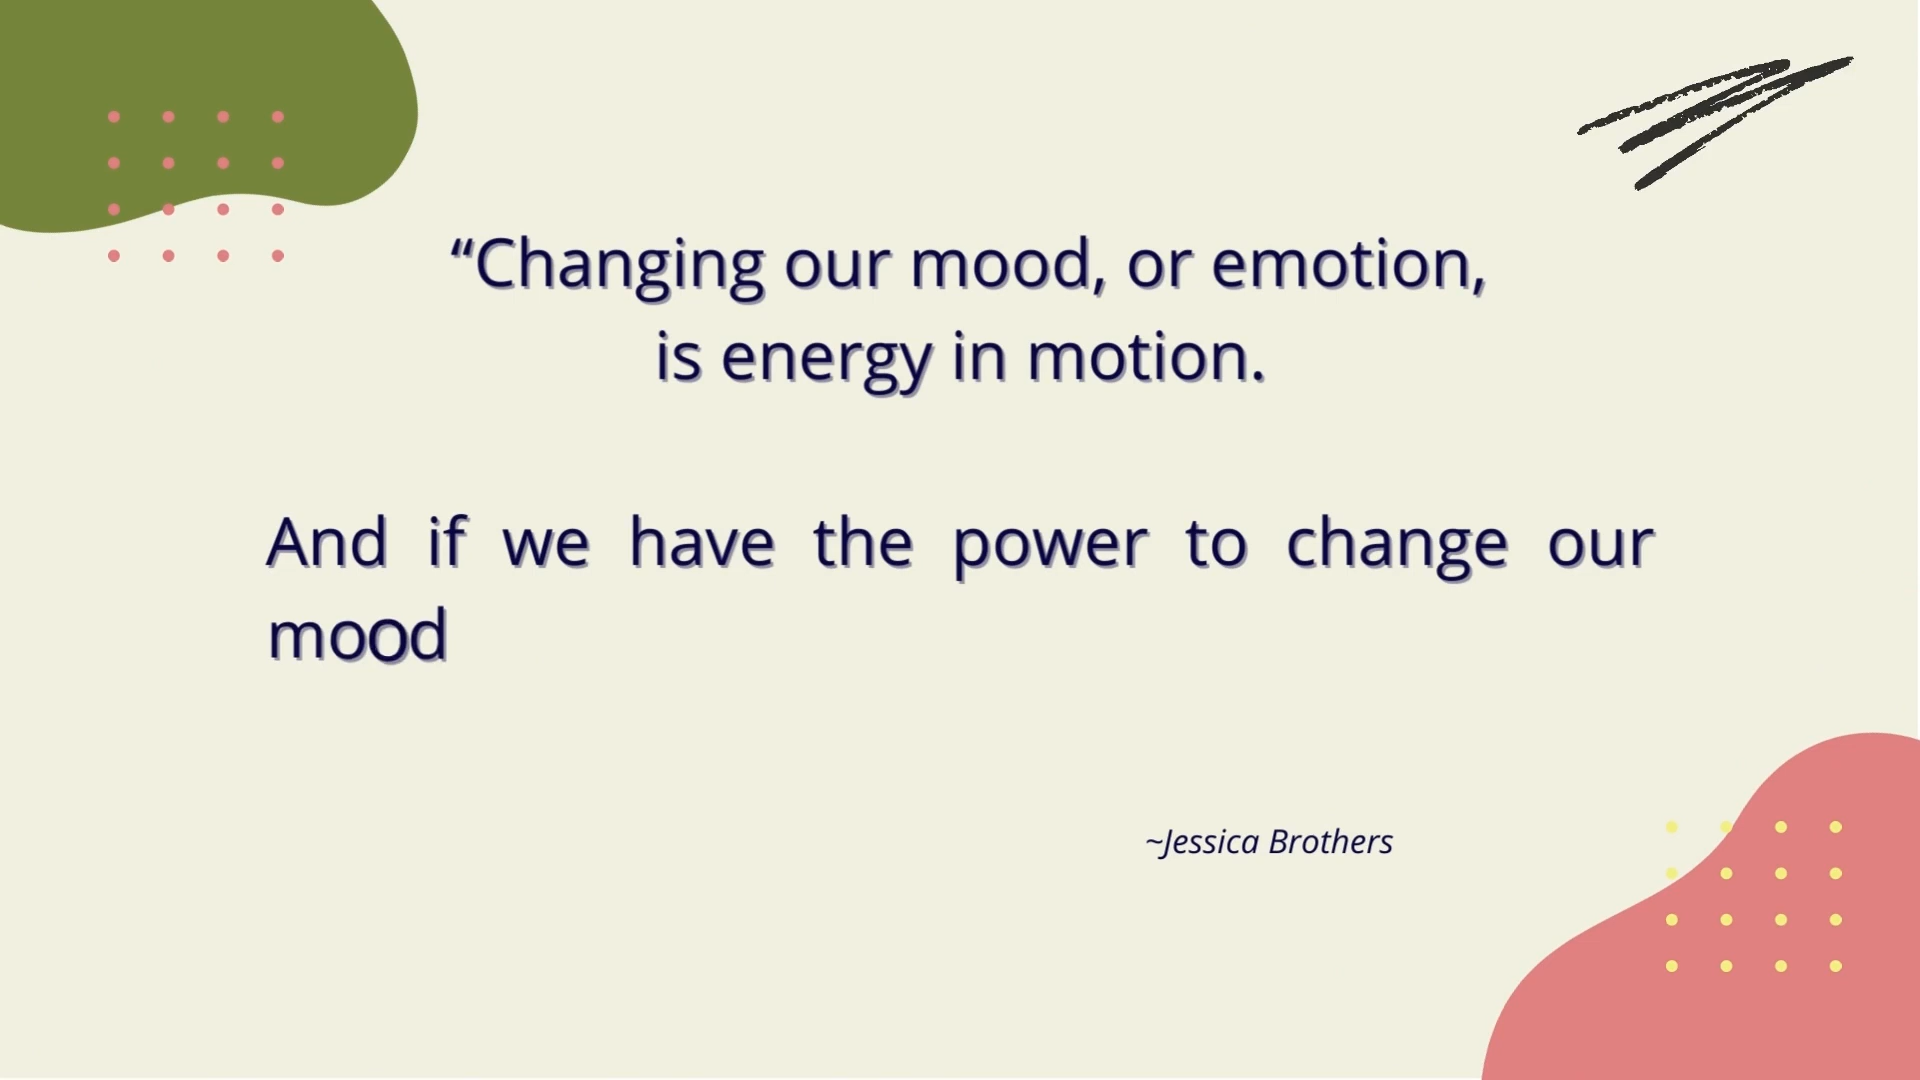 “Changing our mood, or emotion,
is energy in motion.
And if we have the power to change our
mood
~Jessica Brothers